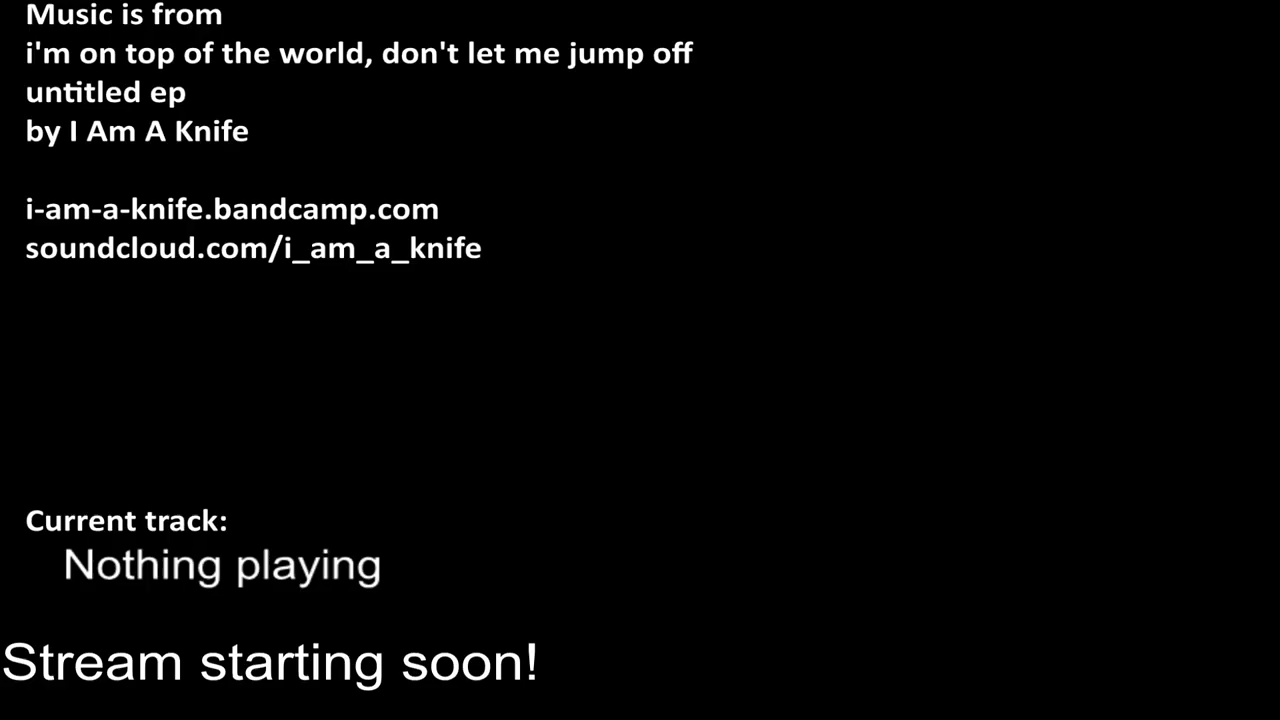 Music is from
i'm on top of the world, don't let me jump off
untitled ep
by I Am A Knife
i-am-a-knife.bandcamp.com
soundcloud.com/i_am_a_knife
Current track:
Nothing playing
Stream starting soon!